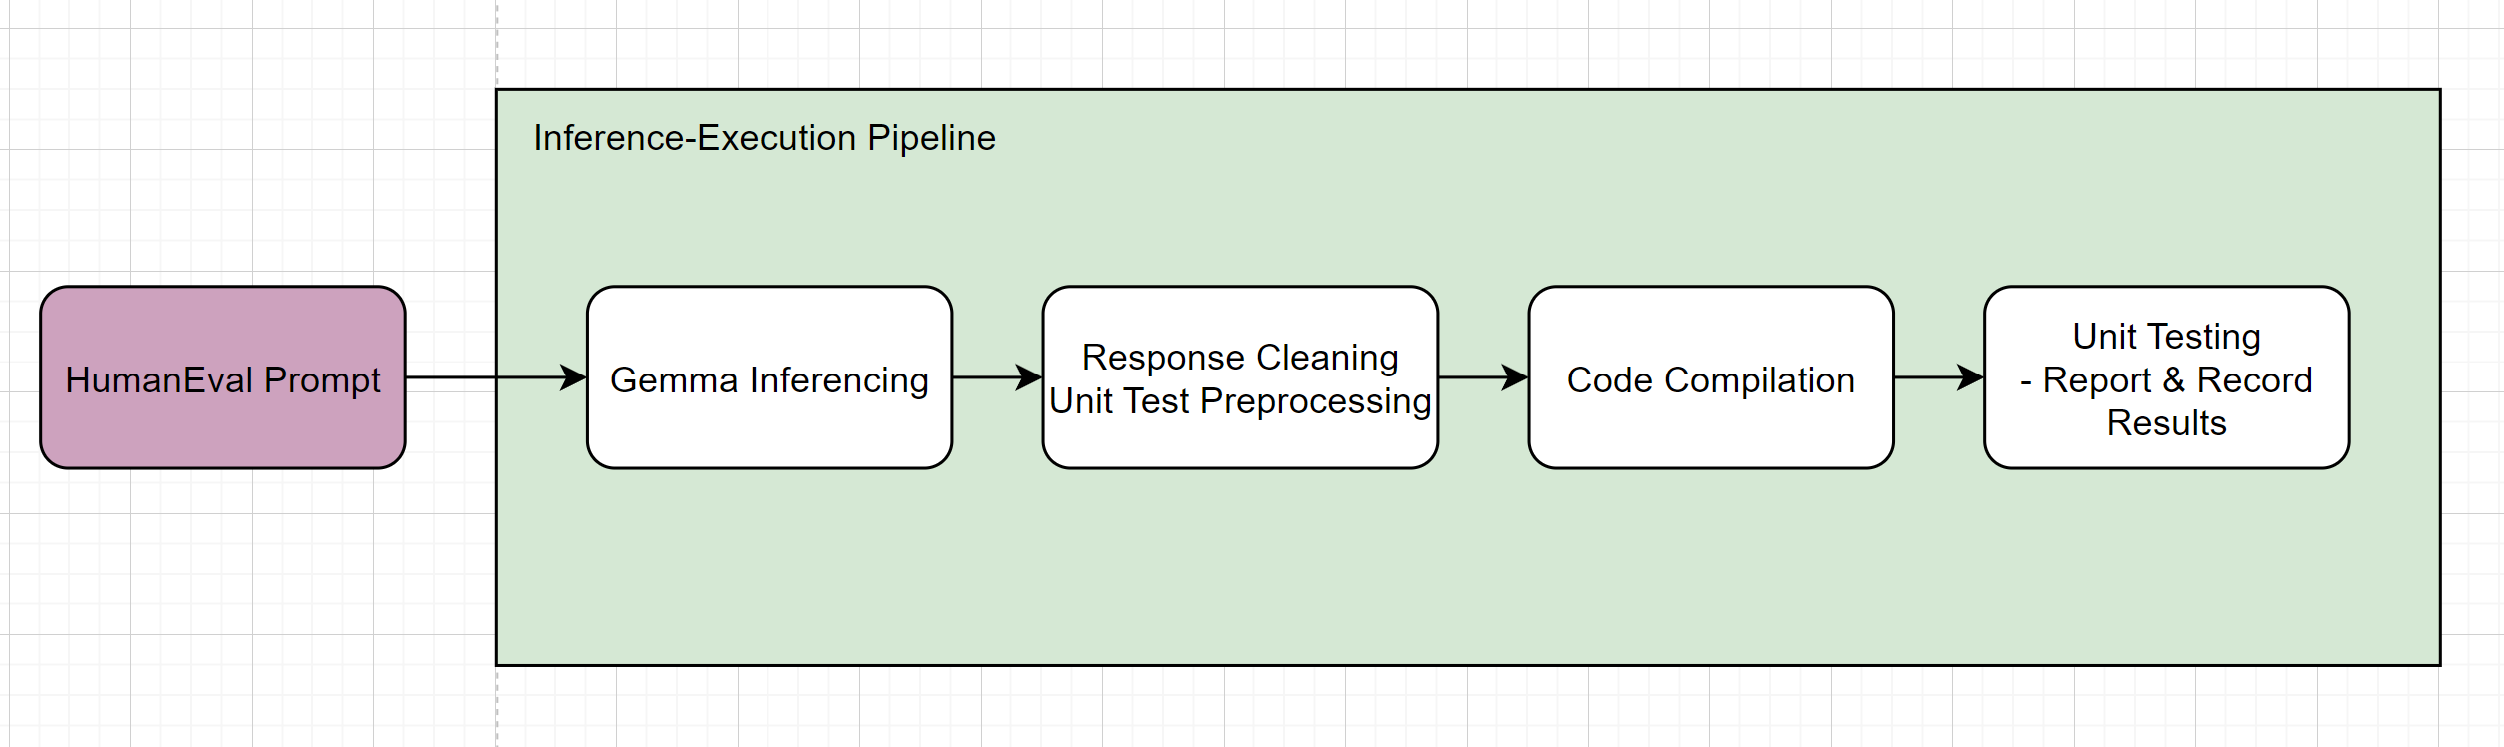 Inference-Execution Pipeline
HumanEval Prompt
Gemma Inferencing
Response Cleaning
Unit Test Preprocessing
Code Compilation
Unit Testing
- Report & Record
Results